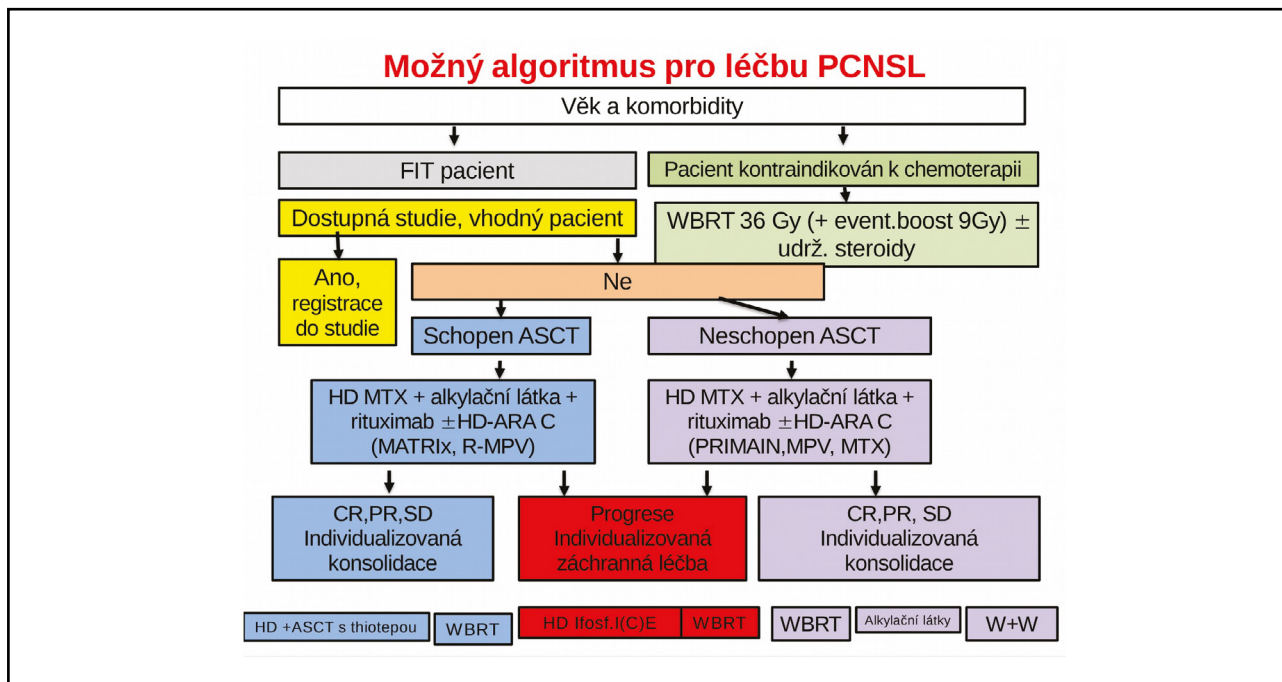 Možný algoritmus pro léčbu PCNSL
Věk a komorbidity
FIT pacient
Pacient kontraindikován k chemoterapii
Dostupná studie, vhodný pacient
WBRT 36 Gy (+ event.boost 9Gy) ±
udrž. steroidy
Ano,
registrace
do studie
Ne
Schopen ASCT
Neschopen ASCT
HD MTX + alkylační látka +
rituximab ±HD-ARA C
(MATRIx, R-MPV)
HD MTX + alkylační látka +
rituximab ±HD-ARA C
(PRIMAIN,MPV, MTX)
CR,PR,SD
Individualizovaná
konsolidace
Progrese
Individualizovaná
záchranná léčba
CR,PR, SD
Individualizovaná
konsolidace
HD +ASCT s thiotepou
WBRT
HD Ifosf.I(C)E
WBRT
WBRT
Alkylační látky
W+W